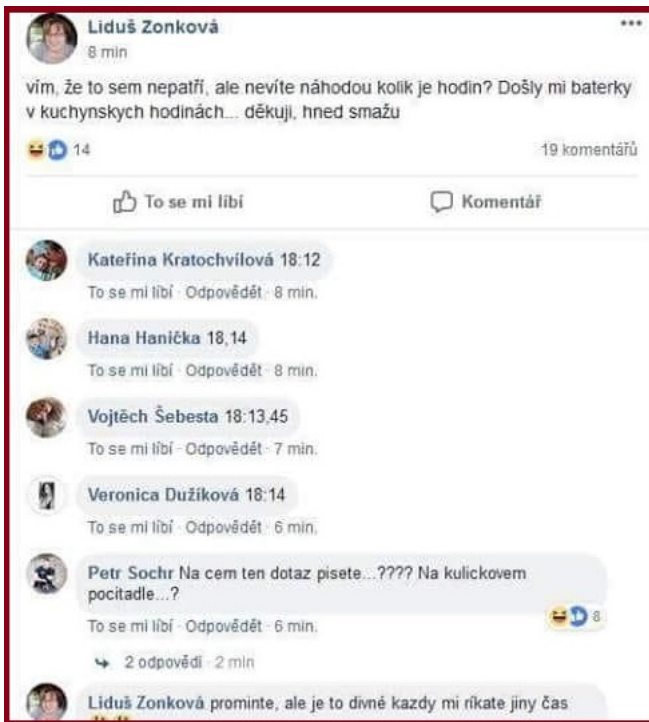 Liduš Zonková
8 min
vím, že to sem nepatří, ale nevíte náhodou kolik je hodin? Došly mi baterky
v kuchynskych hodinách... děkuji, hned smažu
14
19 komentářů
To se mi líbí
Komentář
Kateřina Kratochvílová 18:12
To se mi líbí · Odpovědět · 8 min.
Hana Hanička 18,14
To se mi líbí · Odpovědět · 8 min.
Vojtěch Šebesta 18:13,45
To se mi líbí · Odpovědět · 7 min.
Veronica Dužíková 18:14
To se mi líbí · Odpovědět · 6 min.
Petr Sochr Na cem ten dotaz pisete...???? Na kulickovem
pocitadle...?
8
To se mi líbí · Odpovědět · 6 min.
2 odpovědi · 2 min
Liduš Zonková prominte, ale je to divné kazdy mi ríkate jiny čas